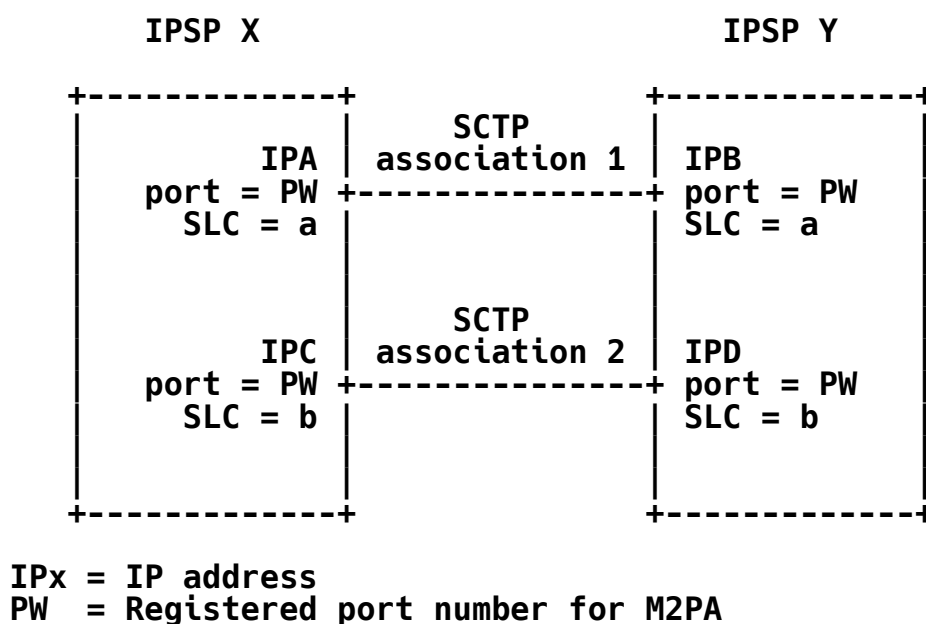 IPSP X IPSP Y
+-------------+ +-------------+
| | SCTP | |
| IPA | association 1 | IPB |
| port = PW +---------------+ port = PW |
| SLC = a | | SLC = a |
| | | |
| | | |
| | SCTP | |
| IPC | association 2 | IPD |
| port = PW +---------------+ port = PW |
| SLC = b | | SLC = b |
| | | |
| | | |
+-------------+ +-------------+
IPx = IP address
PW = Registered port number for M2PA